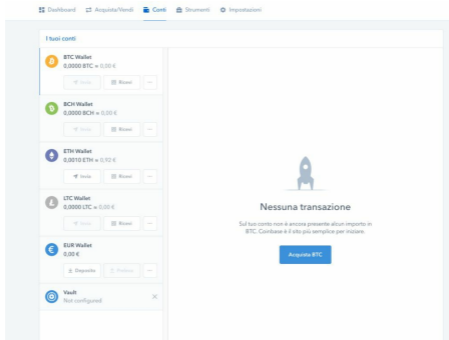 Dashboard Acquista/Vendi Conti Strumenti Impostazioni
I tuoi conti
BTC Wallet
0,0000 BTC = 0,00 €
Invia Ricevi ...
BCH Wallet
0,0000 BCH = 0,00 €
Invia Ricevi ...
ETH Wallet
0,0010 ETH = 0,92 €
Invia Ricevi ...
LTC Wallet
0,0000 LTC = 0,00 €
Invia Ricevi ...
EUR Wallet
0,00 €
Deposita Preleva ...
Vault
Not configured
Nessuna transazione
Sul tuo conto non è ancora presente alcun importo in
BTC. Coinbase è il sito più semplice per iniziare.
Acquista BTC